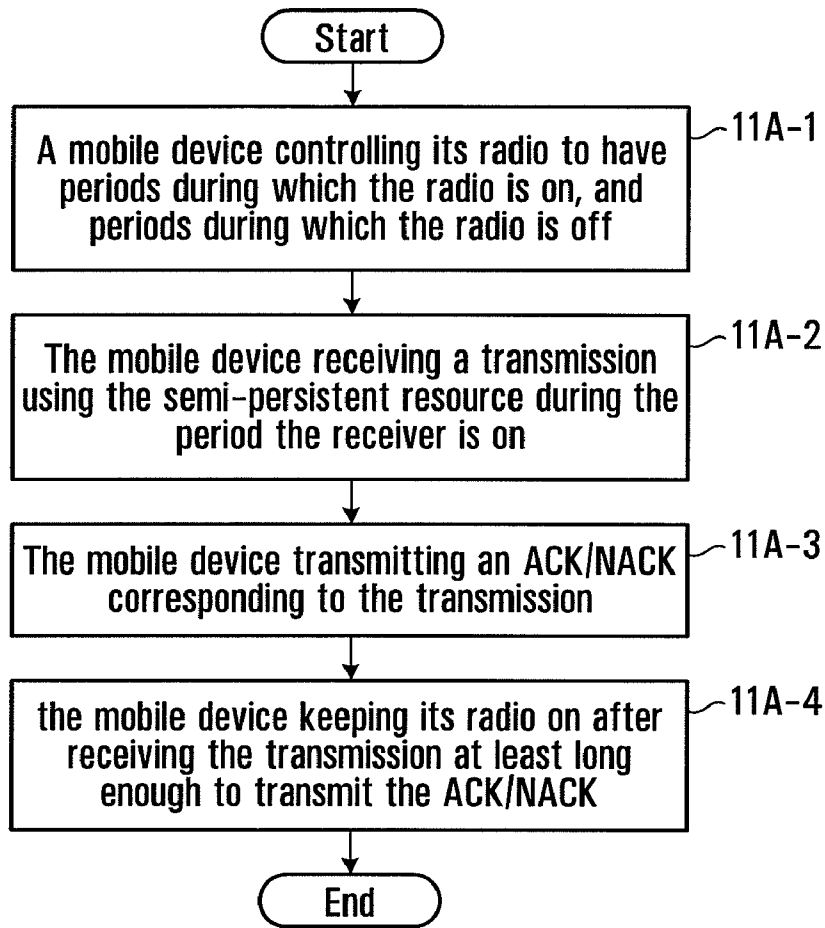 Start
11A-1
A mobile device controlling its radio to have
periods during which the radio is on, and
periods during which the radio is off
11A-2
The mobile device receiving a transmission
using the semi-persistent resource during the
period the receiver is on
11A-3
The mobile device transmitting an ACK/NACK
corresponding to the transmission
11A-4
the mobile device keeping its radio on after
receiving the transmission at least long
enough to transmit the ACK/NACK
End